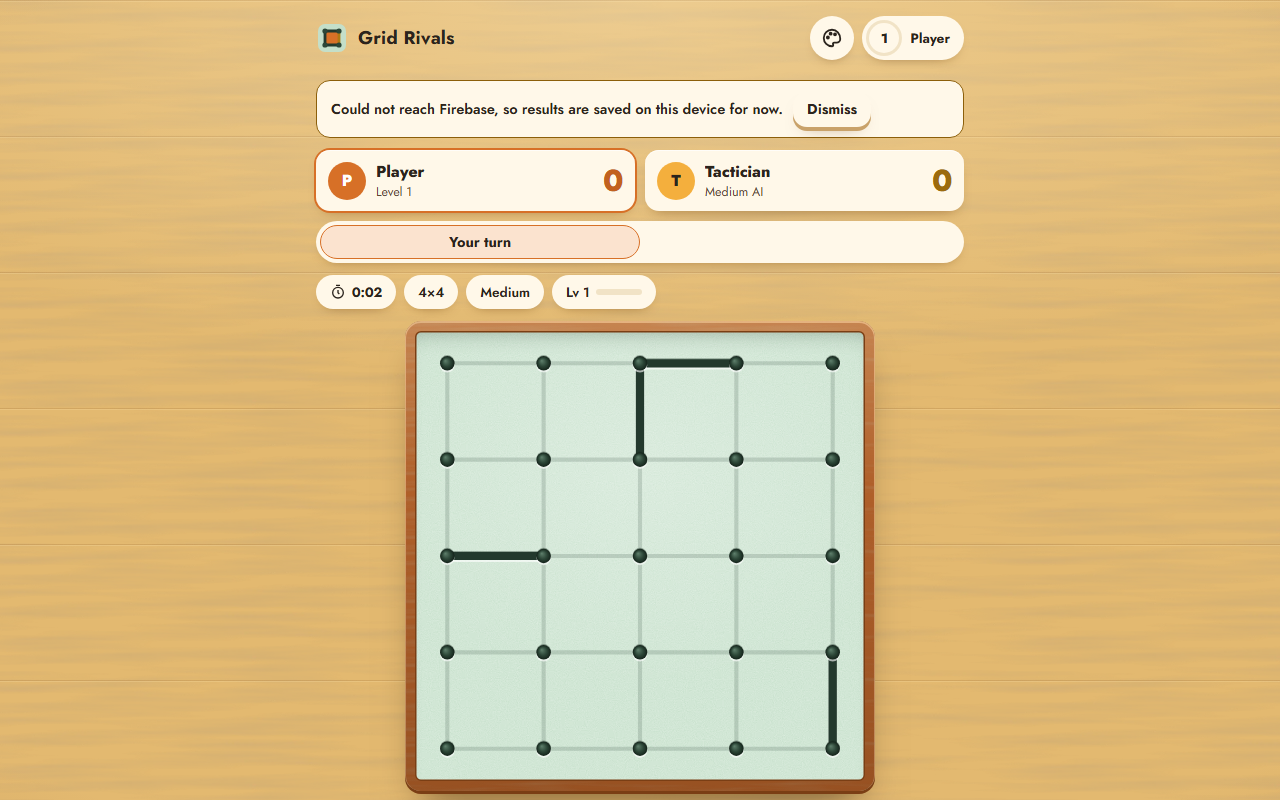 Grid Rivals
1 Player
Could not reach Firebase, so results are saved on this device for now. Dismiss
P Player 0
Level 1
T Tactician 0
Medium AI
Your turn
0:02 4×4 Medium Lv 1